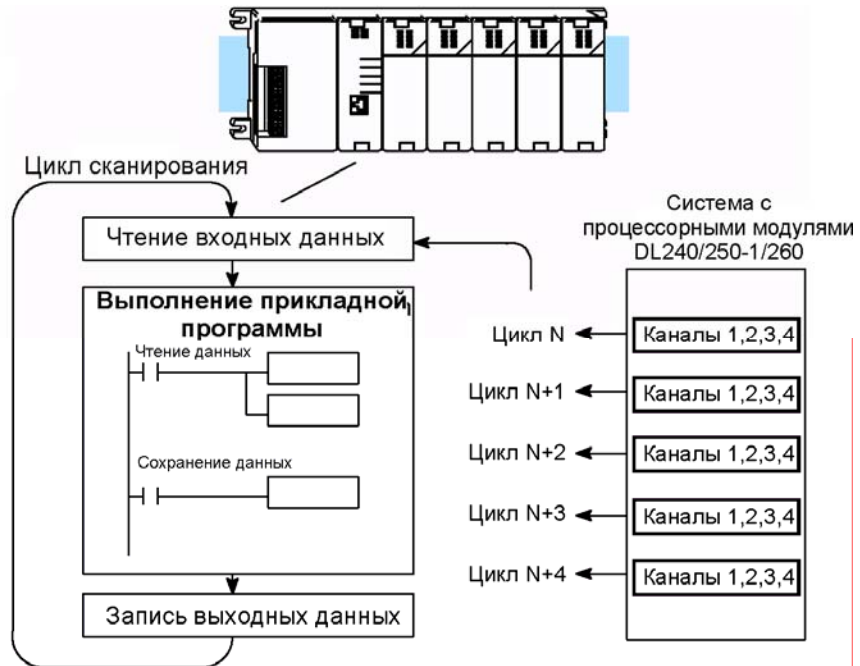 Цикл сканирования
Чтение входных данных
Выполнение прикладной
программы
Чтение данных
Сохранение данных
Запись выходных данных
Система с
процессорными модулями
DL240/250-1/260
Цикл N
Каналы 1,2,3,4
Цикл N+1
Каналы 1,2,3,4
Цикл N+2
Каналы 1,2,3,4
Цикл N+3
Каналы 1,2,3,4
Цикл N+4
Каналы 1,2,3,4